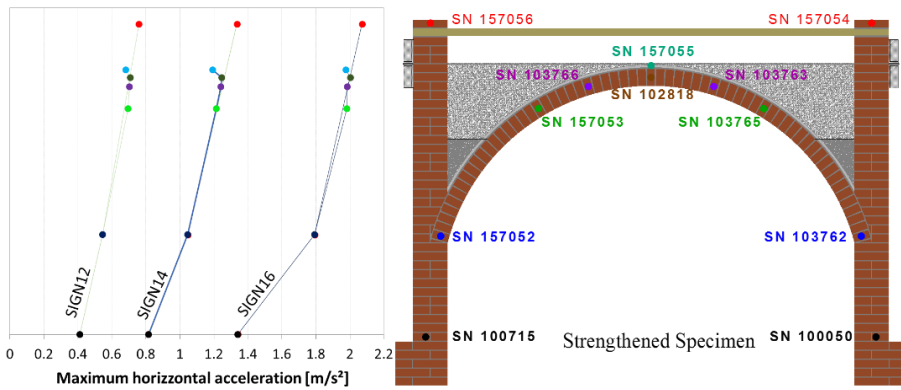 SN 157056
SN 157054
SN 157055
SN 103766
SN 103763
SN 102818
SN 157053
SN 103765
SN 157052
SN 103762
SIGN12
SIGN14
SIGN16
SN 100715
Strengthened Specimen
SN 100050
0 0.2 0.4 0.6 0.8 1 1.2 1.4 1.6 1.8 2 2.2
Maximum horizzontal acceleration [m/s²]